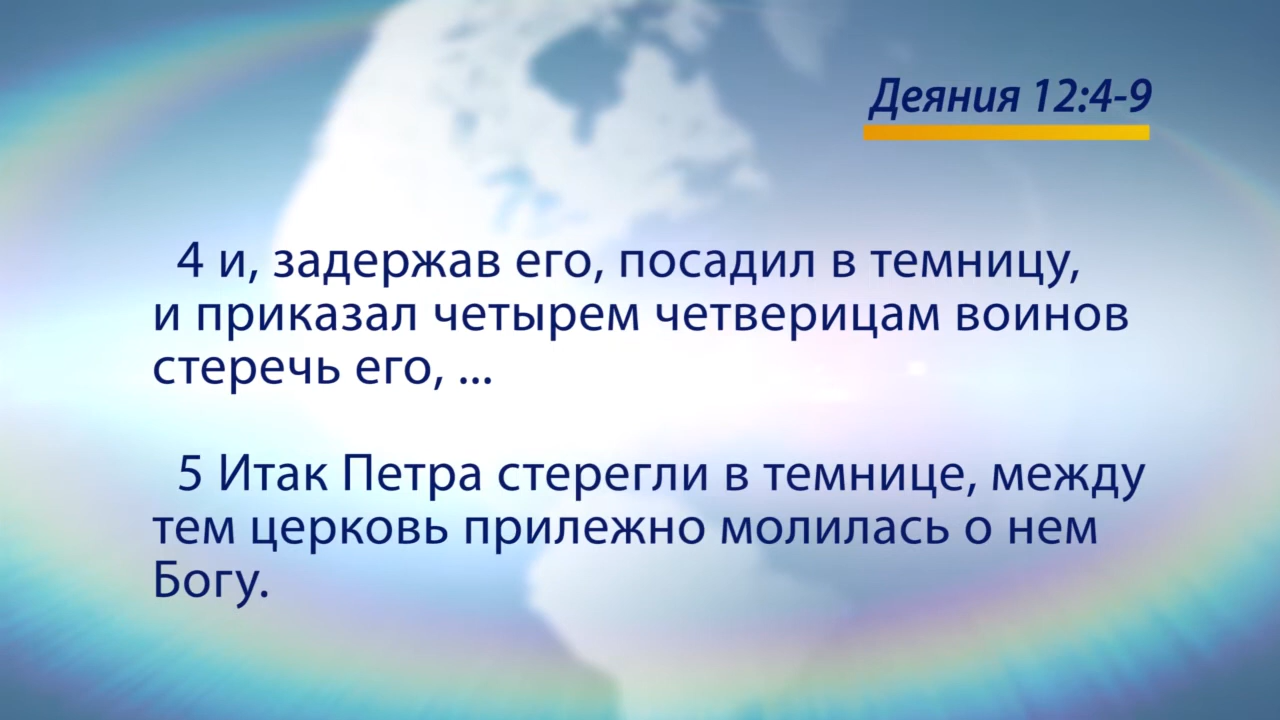 Деяния 12:4-9
4 и, задержав его, посадил в темницу,
и приказал четырем четверицам воинов
стеречь его, ...
5 Итак Петра стерегли в темнице, между
тем церковь прилежно молилась о нем
Богу.